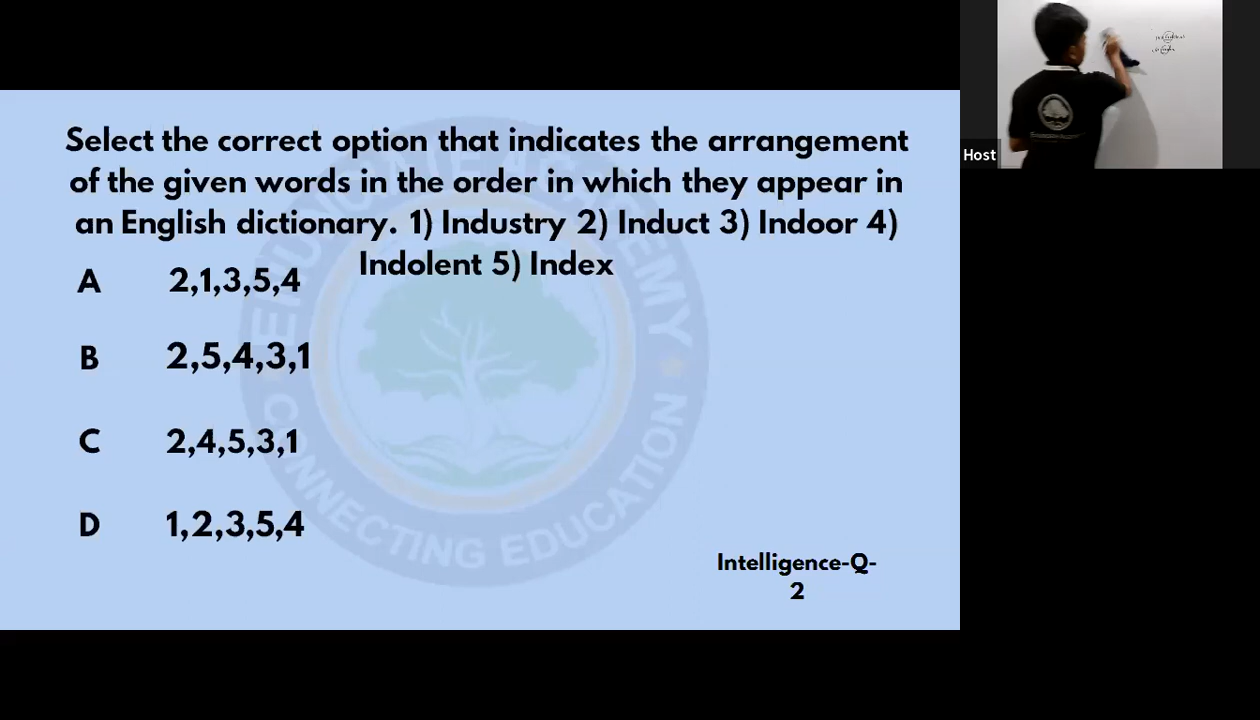 Select the correct option that indicates the arrangement
of the given words in the order in which they appear in
an English dictionary. 1) Industry 2) Induct 3) Indoor 4)
Indolent 5) Index
A 2,1,3,5,4
B 2,5,4,3,1
C 2,4,5,3,1
D 1,2,3,5,4
CONNECTING EDUCATION
Intelligence-Q-
2
Host